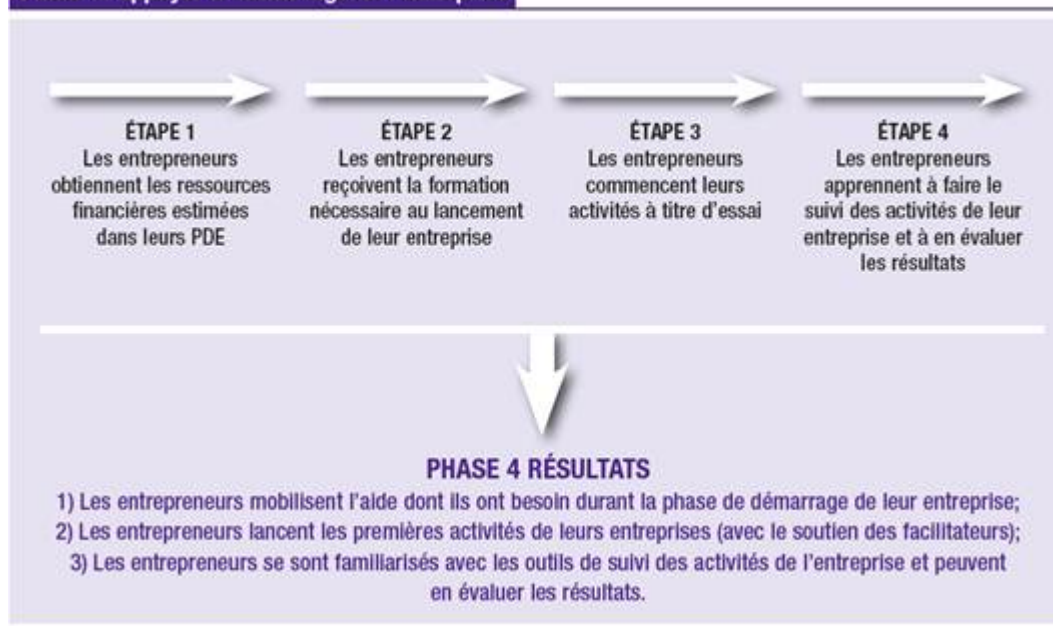 ÉTAPE 1
Les entrepreneurs
obtiennent les ressources
financières estimées
dans leurs PDE
ÉTAPE 2
Les entrepreneurs
reçoivent la formation
nécessaire au lancement
de leur entreprise
ÉTAPE 3
Les entrepreneurs
commencent leurs
activités à titre d'essai
ÉTAPE 4
Les entrepreneurs
apprennent à faire le
suivi des activités de leur
entreprise et à en évaluer
les résultats
PHASE 4 RÉSULTATS
1) Les entrepreneurs mobilisent l'aide dont ils ont besoin durant la phase de démarrage de leur entreprise;
2) Les entrepreneurs lancent les premières activités de leurs entreprises (avec le soutien des facilitateurs);
3) Les entrepreneurs se sont familiarisés avec les outils de suivi des activités de l'entreprise et peuvent
en évaluer les résultats.